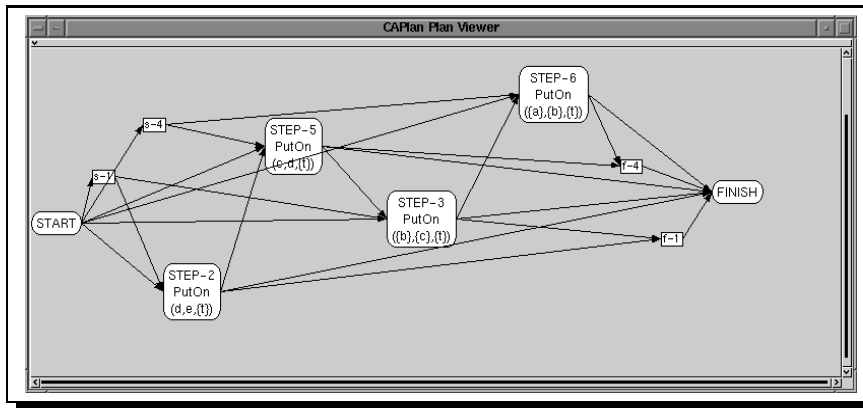 CAPlan Plan Viewer
STEP-6
PutOn
({a},{b},{t})
s-4
STEP-5
PutOn
(c,d,{t})
f-4
s-1
FINISH
STEP-3
PutOn
({b},{c},{t})
START
f-1
STEP-2
PutOn
(d,e,{t})